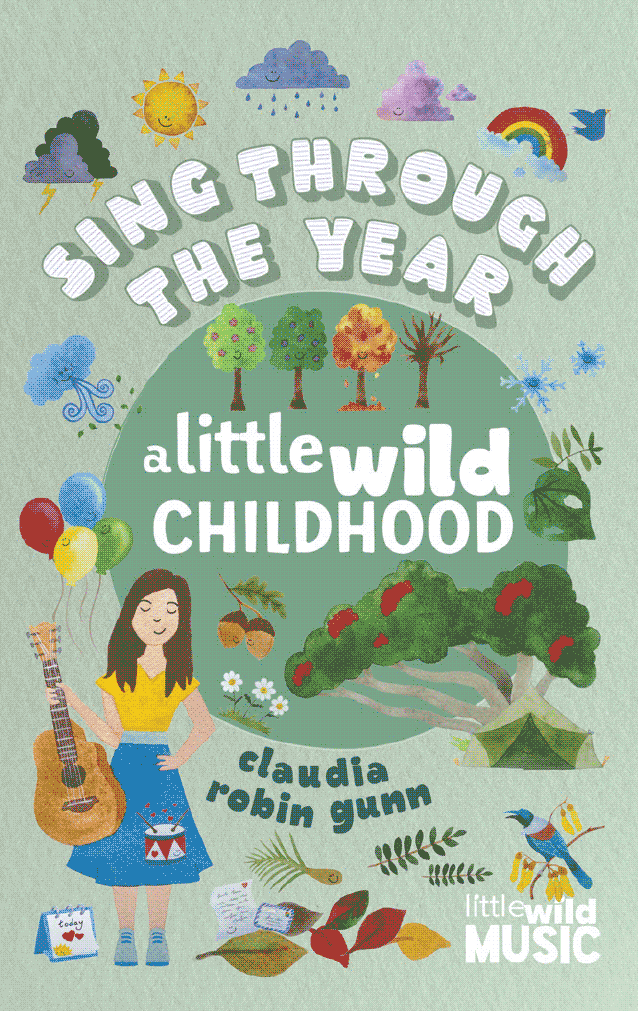 SING THROUGH
THE YEAR
a little wild
CHILDHOOD
claudia
robin gunn
today
little wild
MUSIC